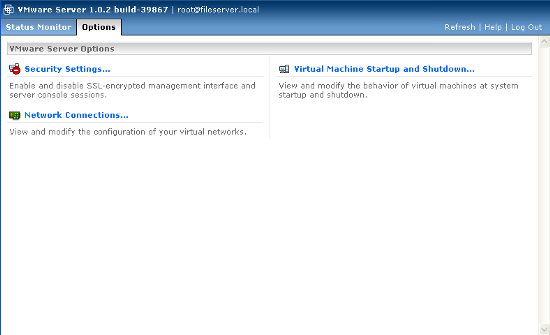 VMware Server 1.0.2 build-39867 | root@fileserver.local
Status Monitor Options Refresh | Help | Log Out
VMware Server Options
Security Settings...
Enable and disable SSL-encrypted management interface and
server console sessions.
Virtual Machine Startup and Shutdown...
View and modify the behavior of virtual machines at system
startup and shutdown.
Network Connections...
View and modify the configuration of your virtual networks.